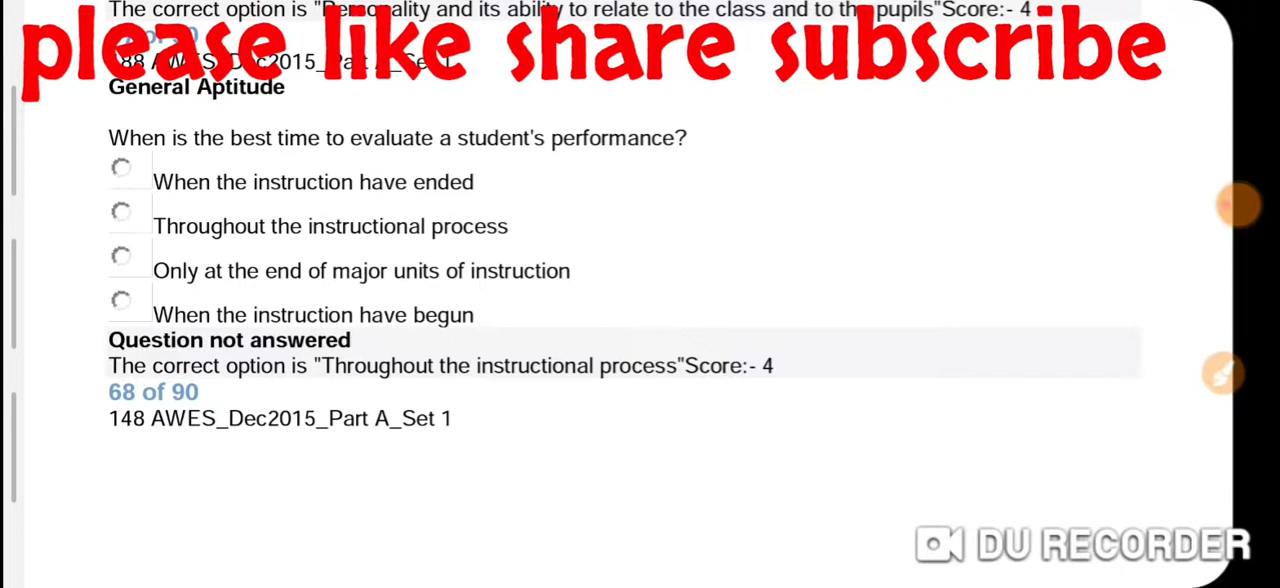 The correct option is "Personality and its ability to relate to the class and to the pupils"Score:- 4
please like share subscribe
88 AWES_Dec2015_Part A_Set 1
General Aptitude
When is the best time to evaluate a student's performance?
When the instruction have ended
Throughout the instructional process
Only at the end of major units of instruction
When the instruction have begun
Question not answered
The correct option is "Throughout the instructional process"Score:- 4
68 of 90
148 AWES_Dec2015_Part A_Set 1
DU RECORDER